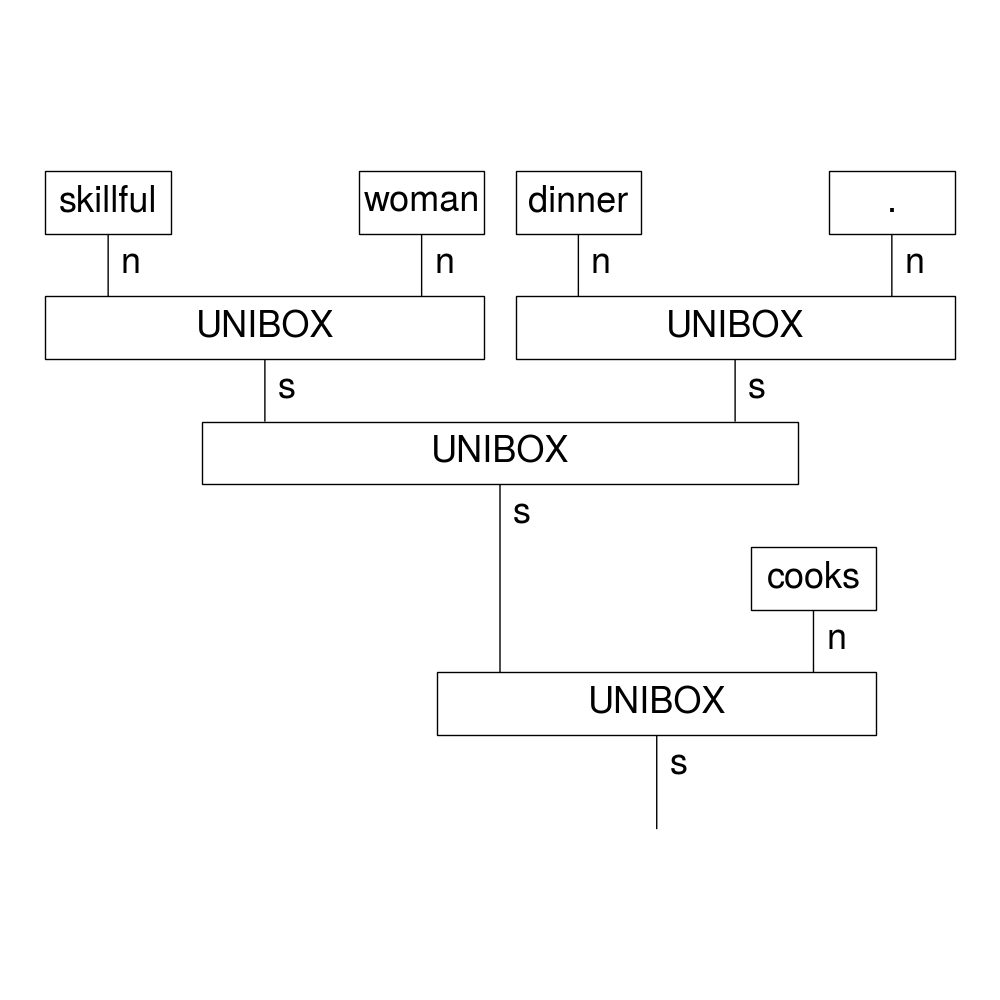 skillful woman dinner .
n n n n
UNIBOX UNIBOX
s s
UNIBOX
s
cooks
n
UNIBOX
s